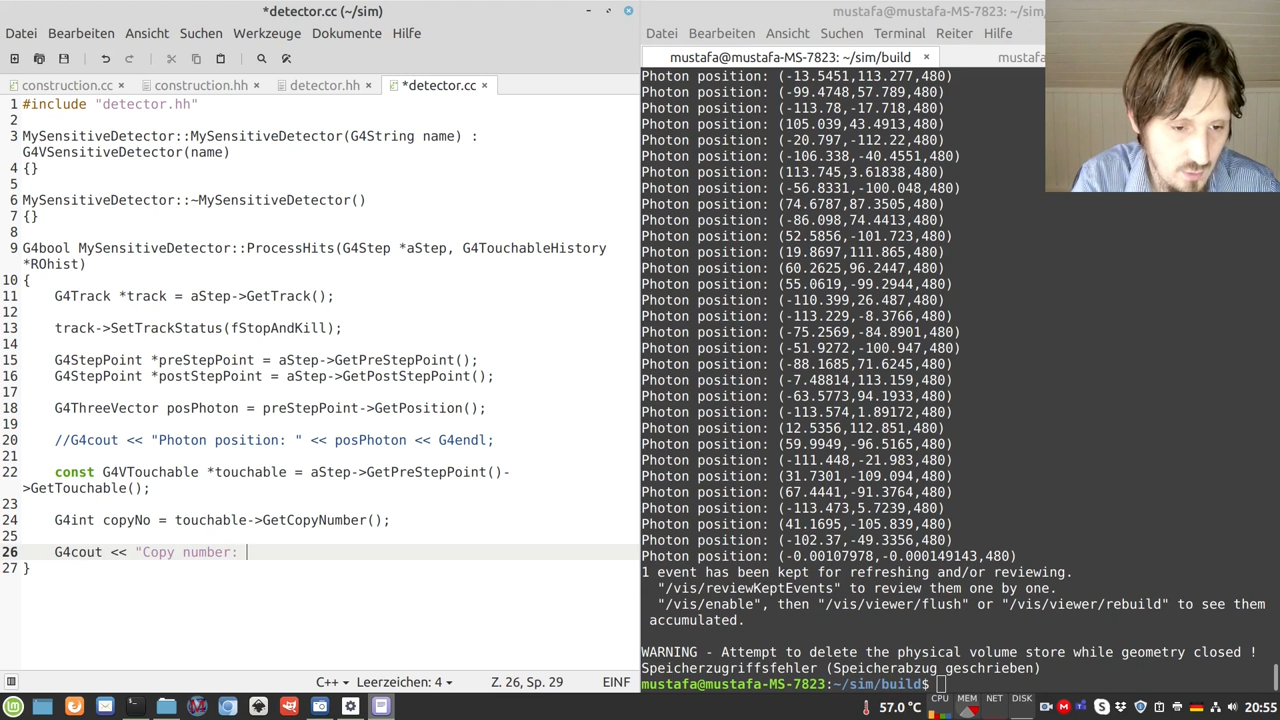 *detector.cc (~/sim)
Datei Bearbeiten Ansicht Suchen Werkzeuge Dokumente Hilfe
construction.cc construction.hh detector.hh *detector.cc
1 #include "detector.hh"
2
3 MySensitiveDetector::MySensitiveDetector(G4String name) :
G4VSensitiveDetector(name)
4 {}
5
6 MySensitiveDetector::~MySensitiveDetector()
7 {}
8
9 G4bool MySensitiveDetector::ProcessHits(G4Step *aStep, G4TouchableHistory
*ROhist)
10 {
11 G4Track *track = aStep->GetTrack();
12
13 track->SetTrackStatus(fStopAndKill);
14
15 G4StepPoint *preStepPoint = aStep->GetPreStepPoint();
16 G4StepPoint *postStepPoint = aStep->GetPostStepPoint();
17
18 G4ThreeVector posPhoton = preStepPoint->GetPosition();
19
20 //G4cout << "Photon position: " << posPhoton << G4endl;
21
22 const G4VTouchable *touchable = aStep->GetPreStepPoint()-
>GetTouchable();
23
24 G4int copyNo = touchable->GetCopyNumber();
25
26 G4cout << "Copy number:
27 }
C++ Leerzeichen: 4 Z. 26, Sp. 29 EINF
mustafa@mustafa-MS-7823: ~/sim/
Datei Bearbeiten Ansicht Suchen Terminal Reiter Hilfe
mustafa@mustafa-MS-7823: ~/sim/build mustafa@m
Photon position: (-13.5451,113.277,480)
Photon position: (-99.4748,57.789,480)
Photon position: (-113.78,-17.718,480)
Photon position: (105.039,43.4913,480)
Photon position: (-20.797,-112.22,480)
Photon position: (-106.338,-40.4551,480)
Photon position: (113.745,3.61838,480)
Photon position: (-56.8331,-100.048,480)
Photon position: (74.6787,87.3505,480)
Photon position: (-86.098,74.4413,480)
Photon position: (52.5856,-101.723,480)
Photon position: (19.8697,111.865,480)
Photon position: (60.2625,96.2447,480)
Photon position: (55.0619,-99.2944,480)
Photon position: (-110.399,26.487,480)
Photon position: (-113.229,-8.3766,480)
Photon position: (-75.2569,-84.8901,480)
Photon position: (-51.9272,-100.947,480)
Photon position: (-88.1685,71.6245,480)
Photon position: (-7.48814,113.159,480)
Photon position: (-63.5773,94.1933,480)
Photon position: (-113.574,1.89172,480)
Photon position: (12.5356,112.851,480)
Photon position: (59.9949,-96.5165,480)
Photon position: (-111.448,-21.983,480)
Photon position: (31.7301,-109.094,480)
Photon position: (67.4441,-91.3764,480)
Photon position: (-113.473,5.7239,480)
Photon position: (41.1695,-105.839,480)
Photon position: (-102.37,-49.3356,480)
Photon position: (-0.00107978,-0.000149143,480)
1 event has been kept for refreshing and/or reviewing.
"/vis/reviewKeptEvents" to review them one by one.
"/vis/enable", then "/vis/viewer/flush" or "/vis/viewer/rebuild" to see them
accumulated.
WARNING - Attempt to delete the physical volume store while geometry closed !
Speicherzugriffsfehler (Speicherabzug geschrieben)
mustafa@mustafa-MS-7823:~/sim/build$
57.0 °C CPU MEM NET DISK 20:55